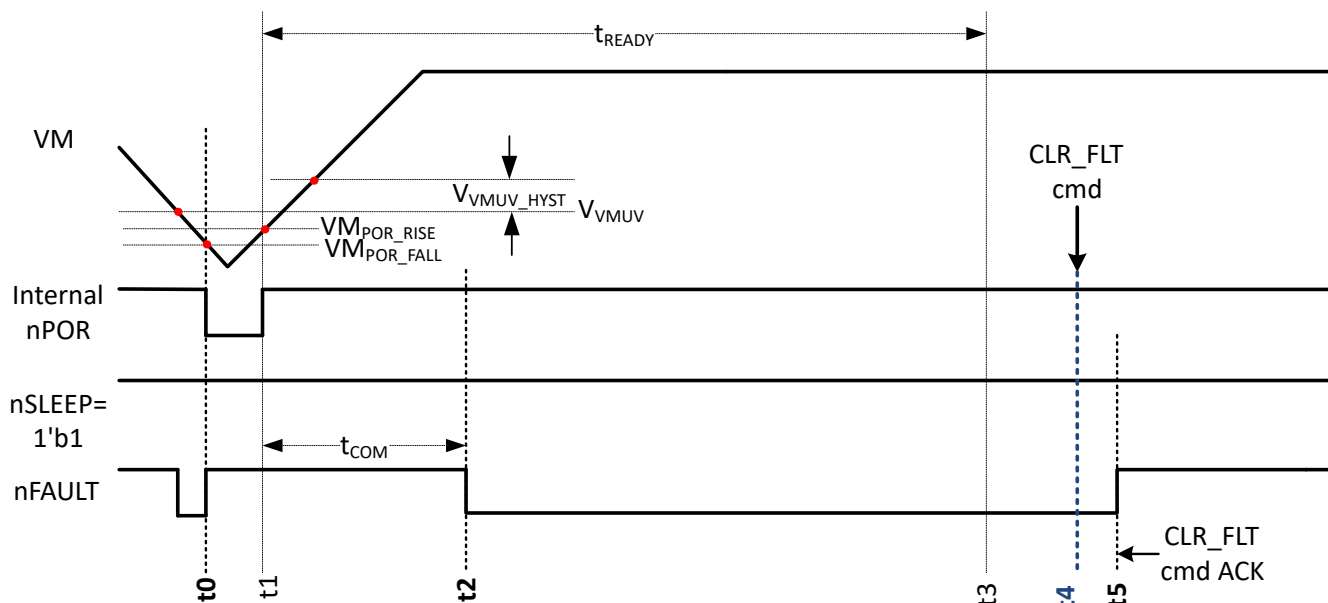 tREADY
VM
CLR_FLT
cmd
VVMUV_HYST
VVMUV
VMPOR_RISE
VMPOR_FALL
Internal
nPOR
nSLEEP=
1'b1
tCOM
nFAULT
CLR_FLT
cmd ACK
t0
t1
t2
t3
t4
t5